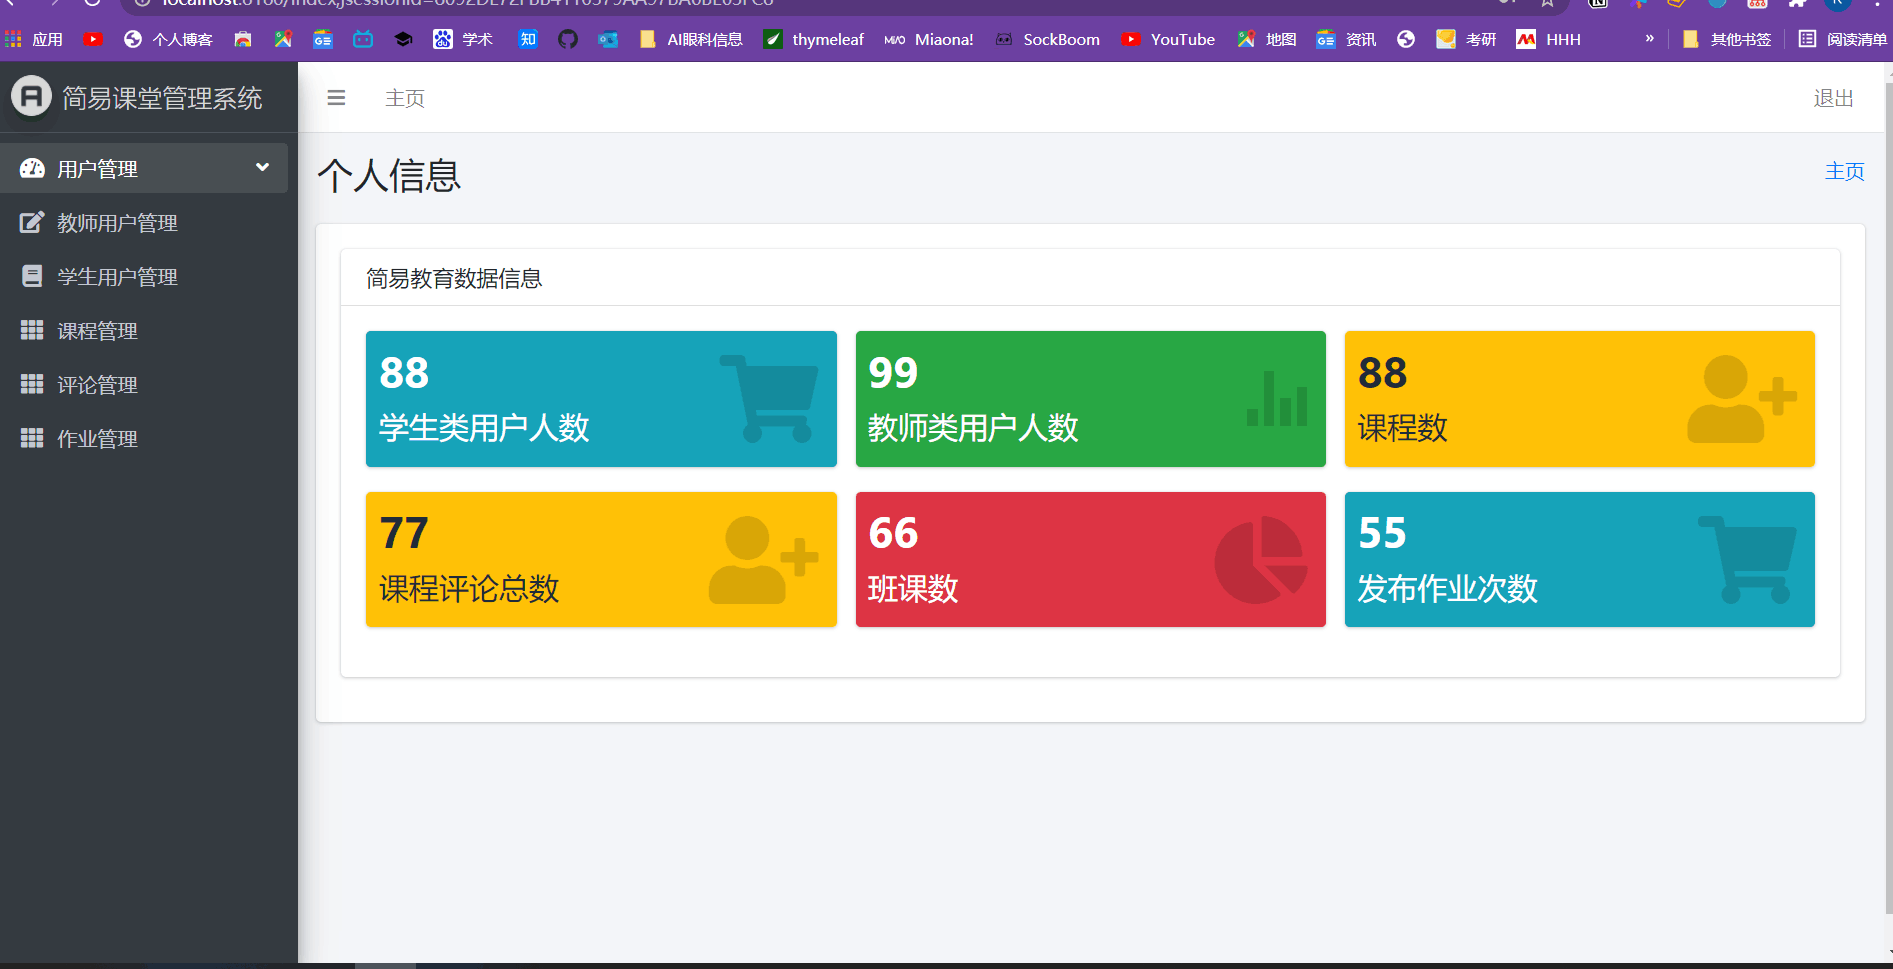 应用 个人博客 学术 知 AI眼科信息 thymeleaf Miaona! SockBoom YouTube 地图 资讯 考研 HHH » 其他书签 阅读清单
简易课堂管理系统
主页
退出
用户管理
教师用户管理
学生用户管理
课程管理
评论管理
作业管理
个人信息
主页
简易教育数据信息
88
学生类用户人数
99
教师类用户人数
88
课程数
77
课程评论总数
66
班课数
55
发布作业次数